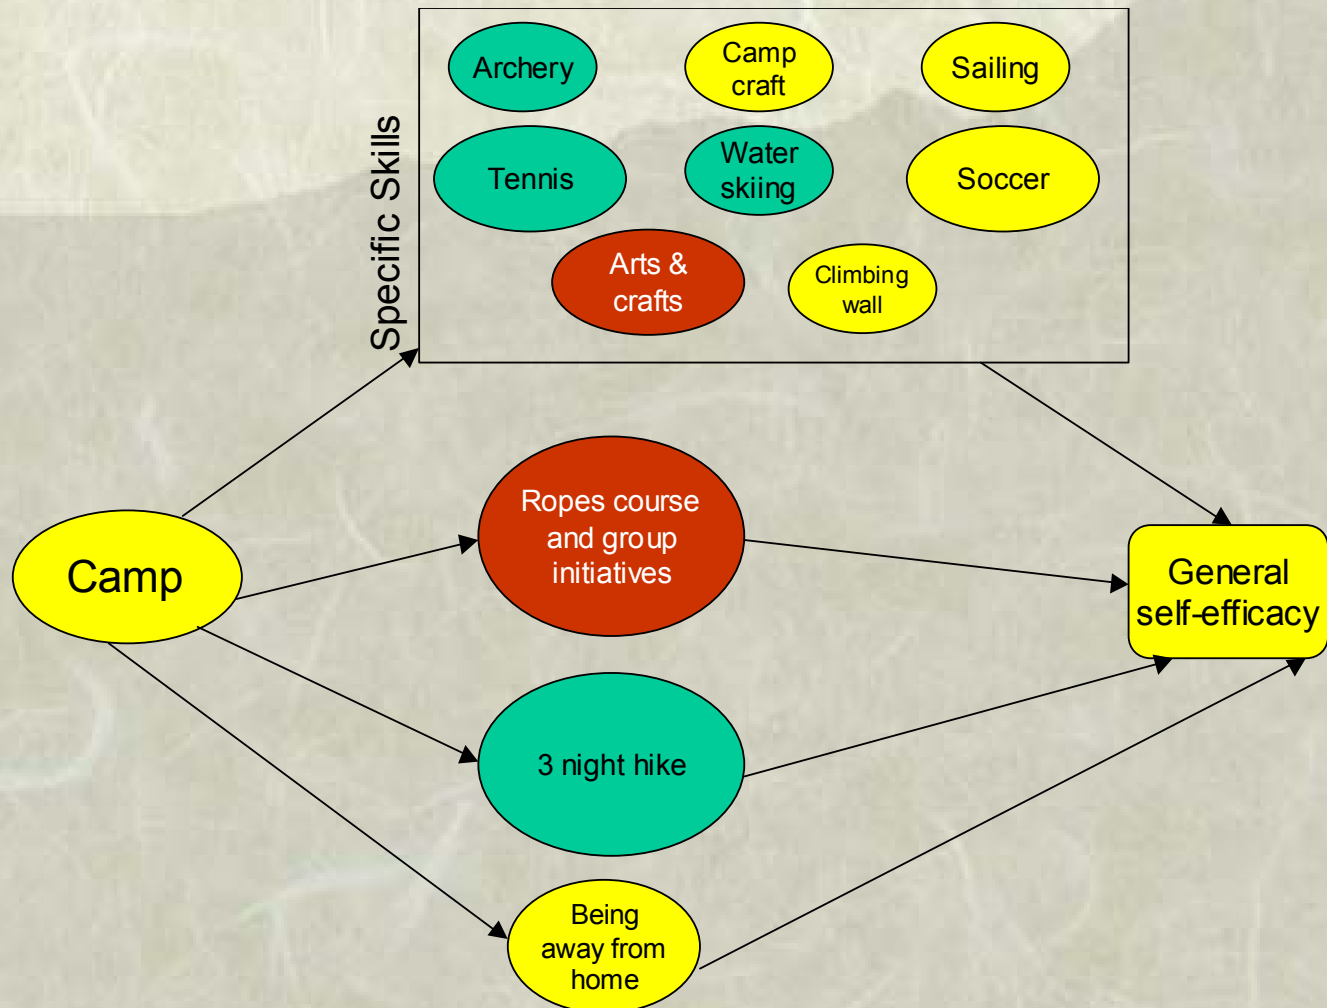 Specific Skills
Archery
Camp
craft
Sailing
Tennis
Water
skiing
Soccer
Arts &
crafts
Climbing
wall
Ropes course
and group
initiatives
Camp
General
self-efficacy
3 night hike
Being
away from
home